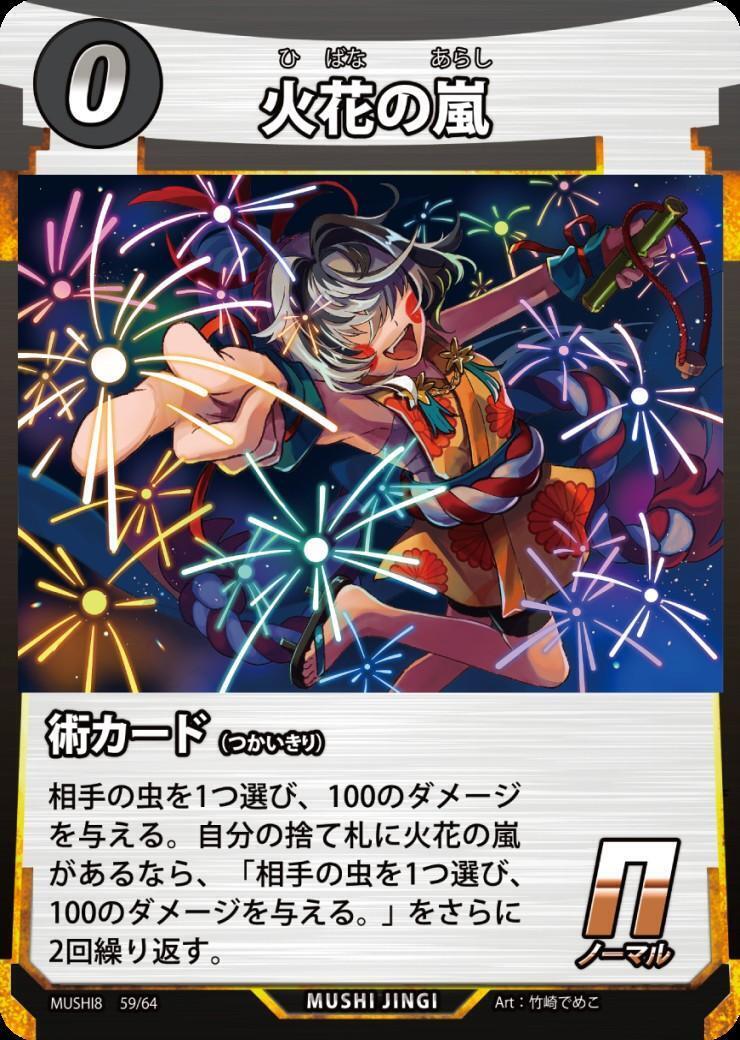 0
ひ ばな あらし
火花の嵐
術カード (つかいきり)
相手の虫を1つ選び、100のダメージ
を与える。自分の捨て札に火花の嵐
があるなら、「相手の虫を1つ選び、
100のダメージを与える。」をさらに
2回繰り返す。
ノーマル
MUSHI8 59/64
MUSHI JINGI
Art：竹崎でめこ